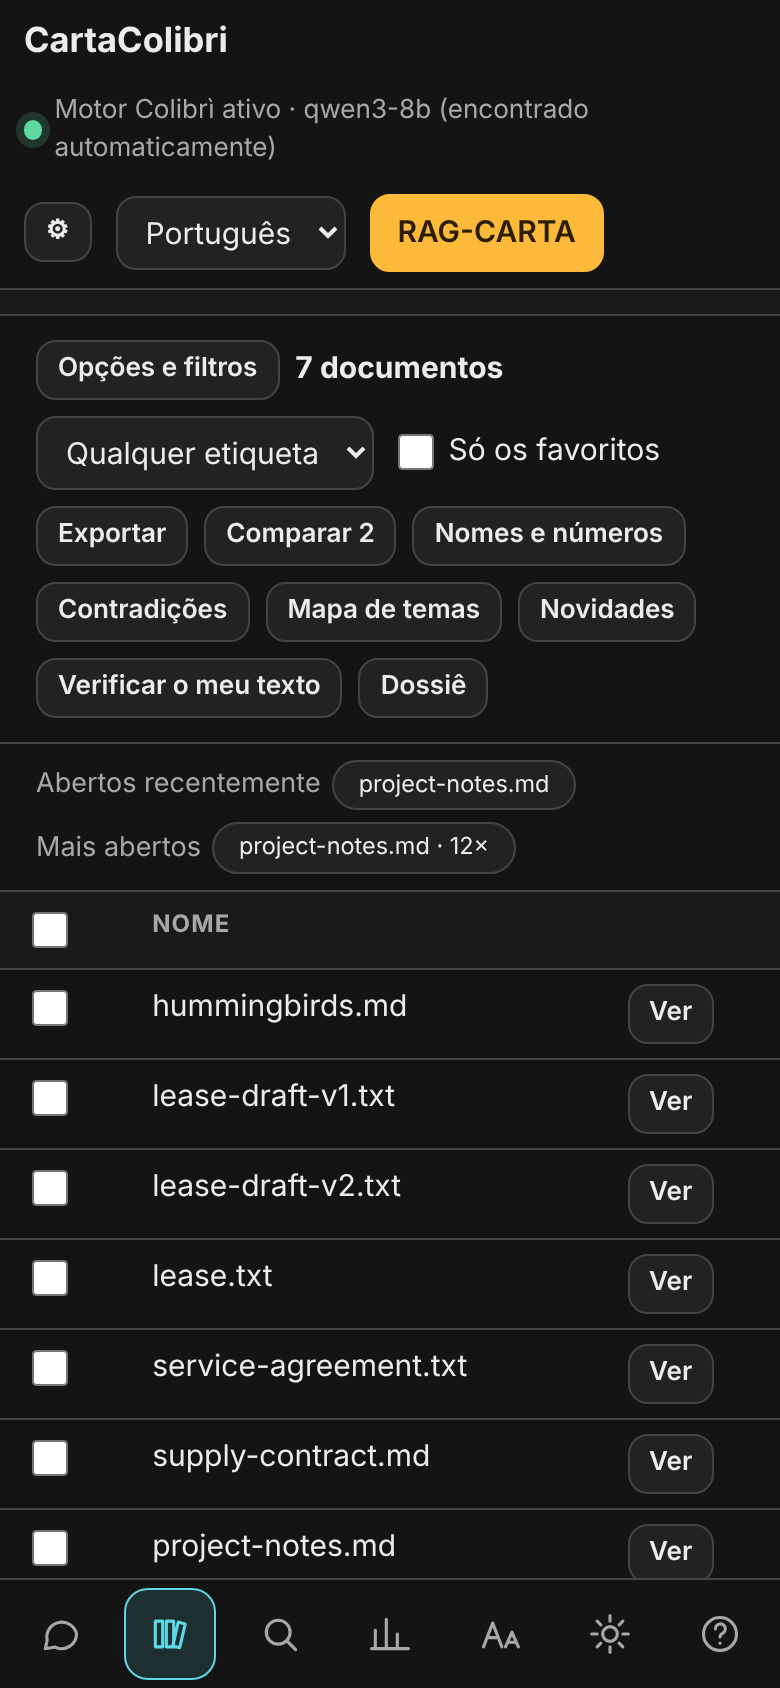 CartaColibri
Motor Colibrì ativo · qwen3-8b (encontrado
automaticamente)
Português
RAG-CARTA
Opções e filtros
7 documentos
Qualquer etiqueta
Só os favoritos
Exportar
Comparar 2
Nomes e números
Contradições
Mapa de temas
Novidades
Verificar o meu texto
Dossiê
Abertos recentemente
project-notes.md
Mais abertos
project-notes.md · 12×
NOME
hummingbirds.md
Ver
lease-draft-v1.txt
Ver
lease-draft-v2.txt
Ver
lease.txt
Ver
service-agreement.txt
Ver
supply-contract.md
Ver
project-notes.md
Ver
AA